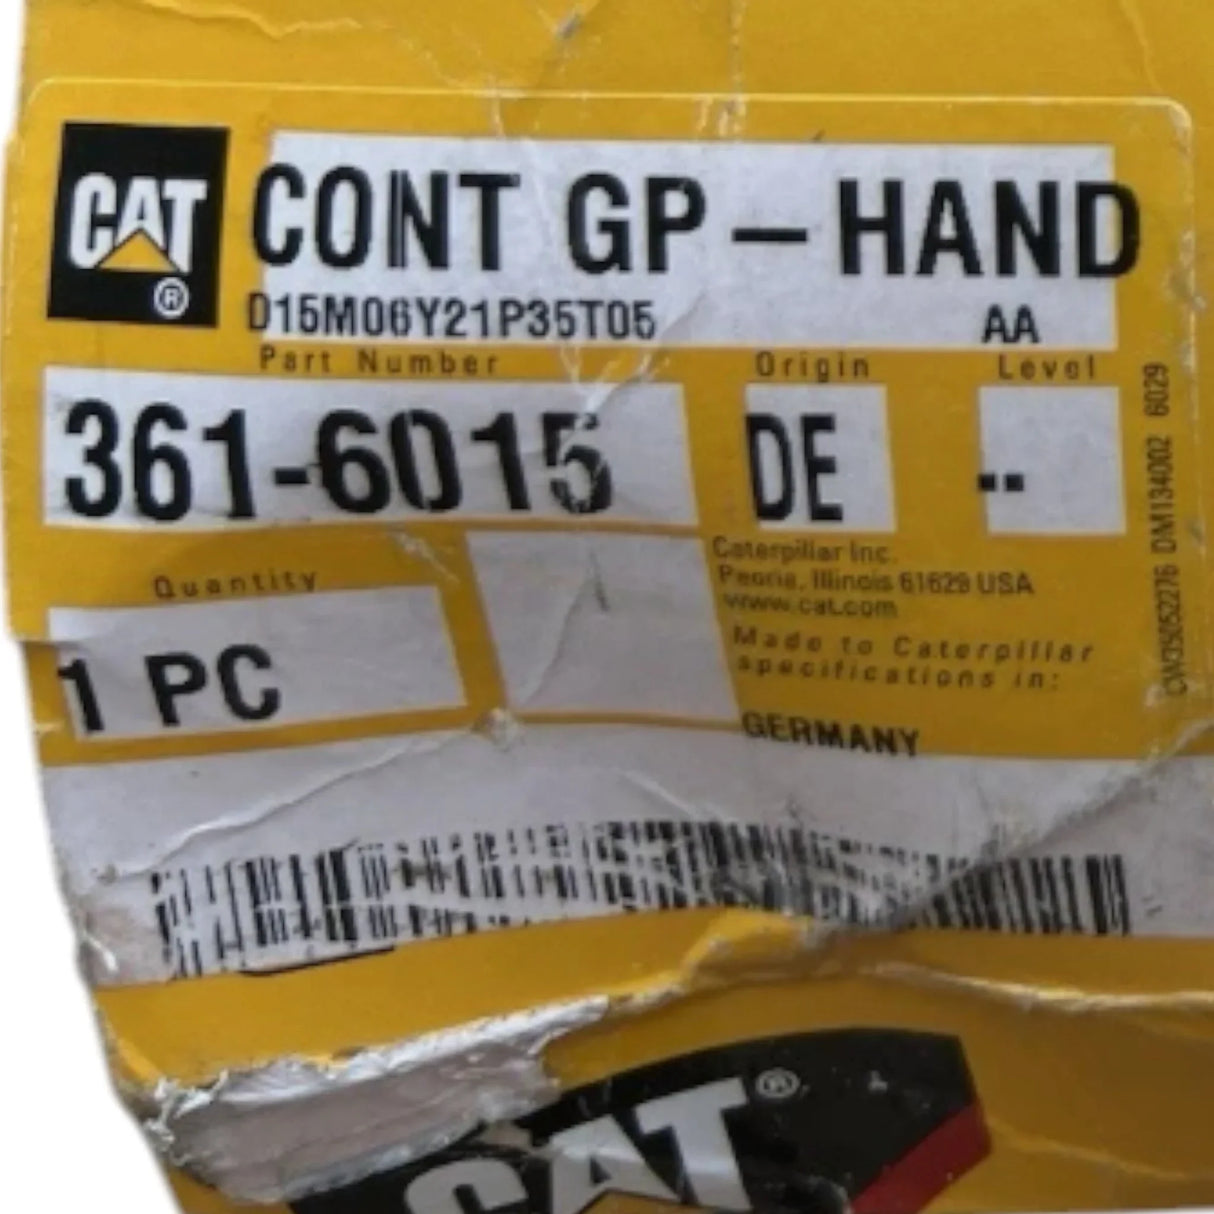 CAT®
CONT GP - HAND
D15M06Y21P35T05 AA
Part Number Origin Level
361-6015 DE --
Quantity
1 PC
Caterpillar Inc.
Peoria, Illinois 61629 USA
www.cat.com
Made to Caterpillar
specifications in:
GERMANY
CW35052276 DM134002 6029
CAT®